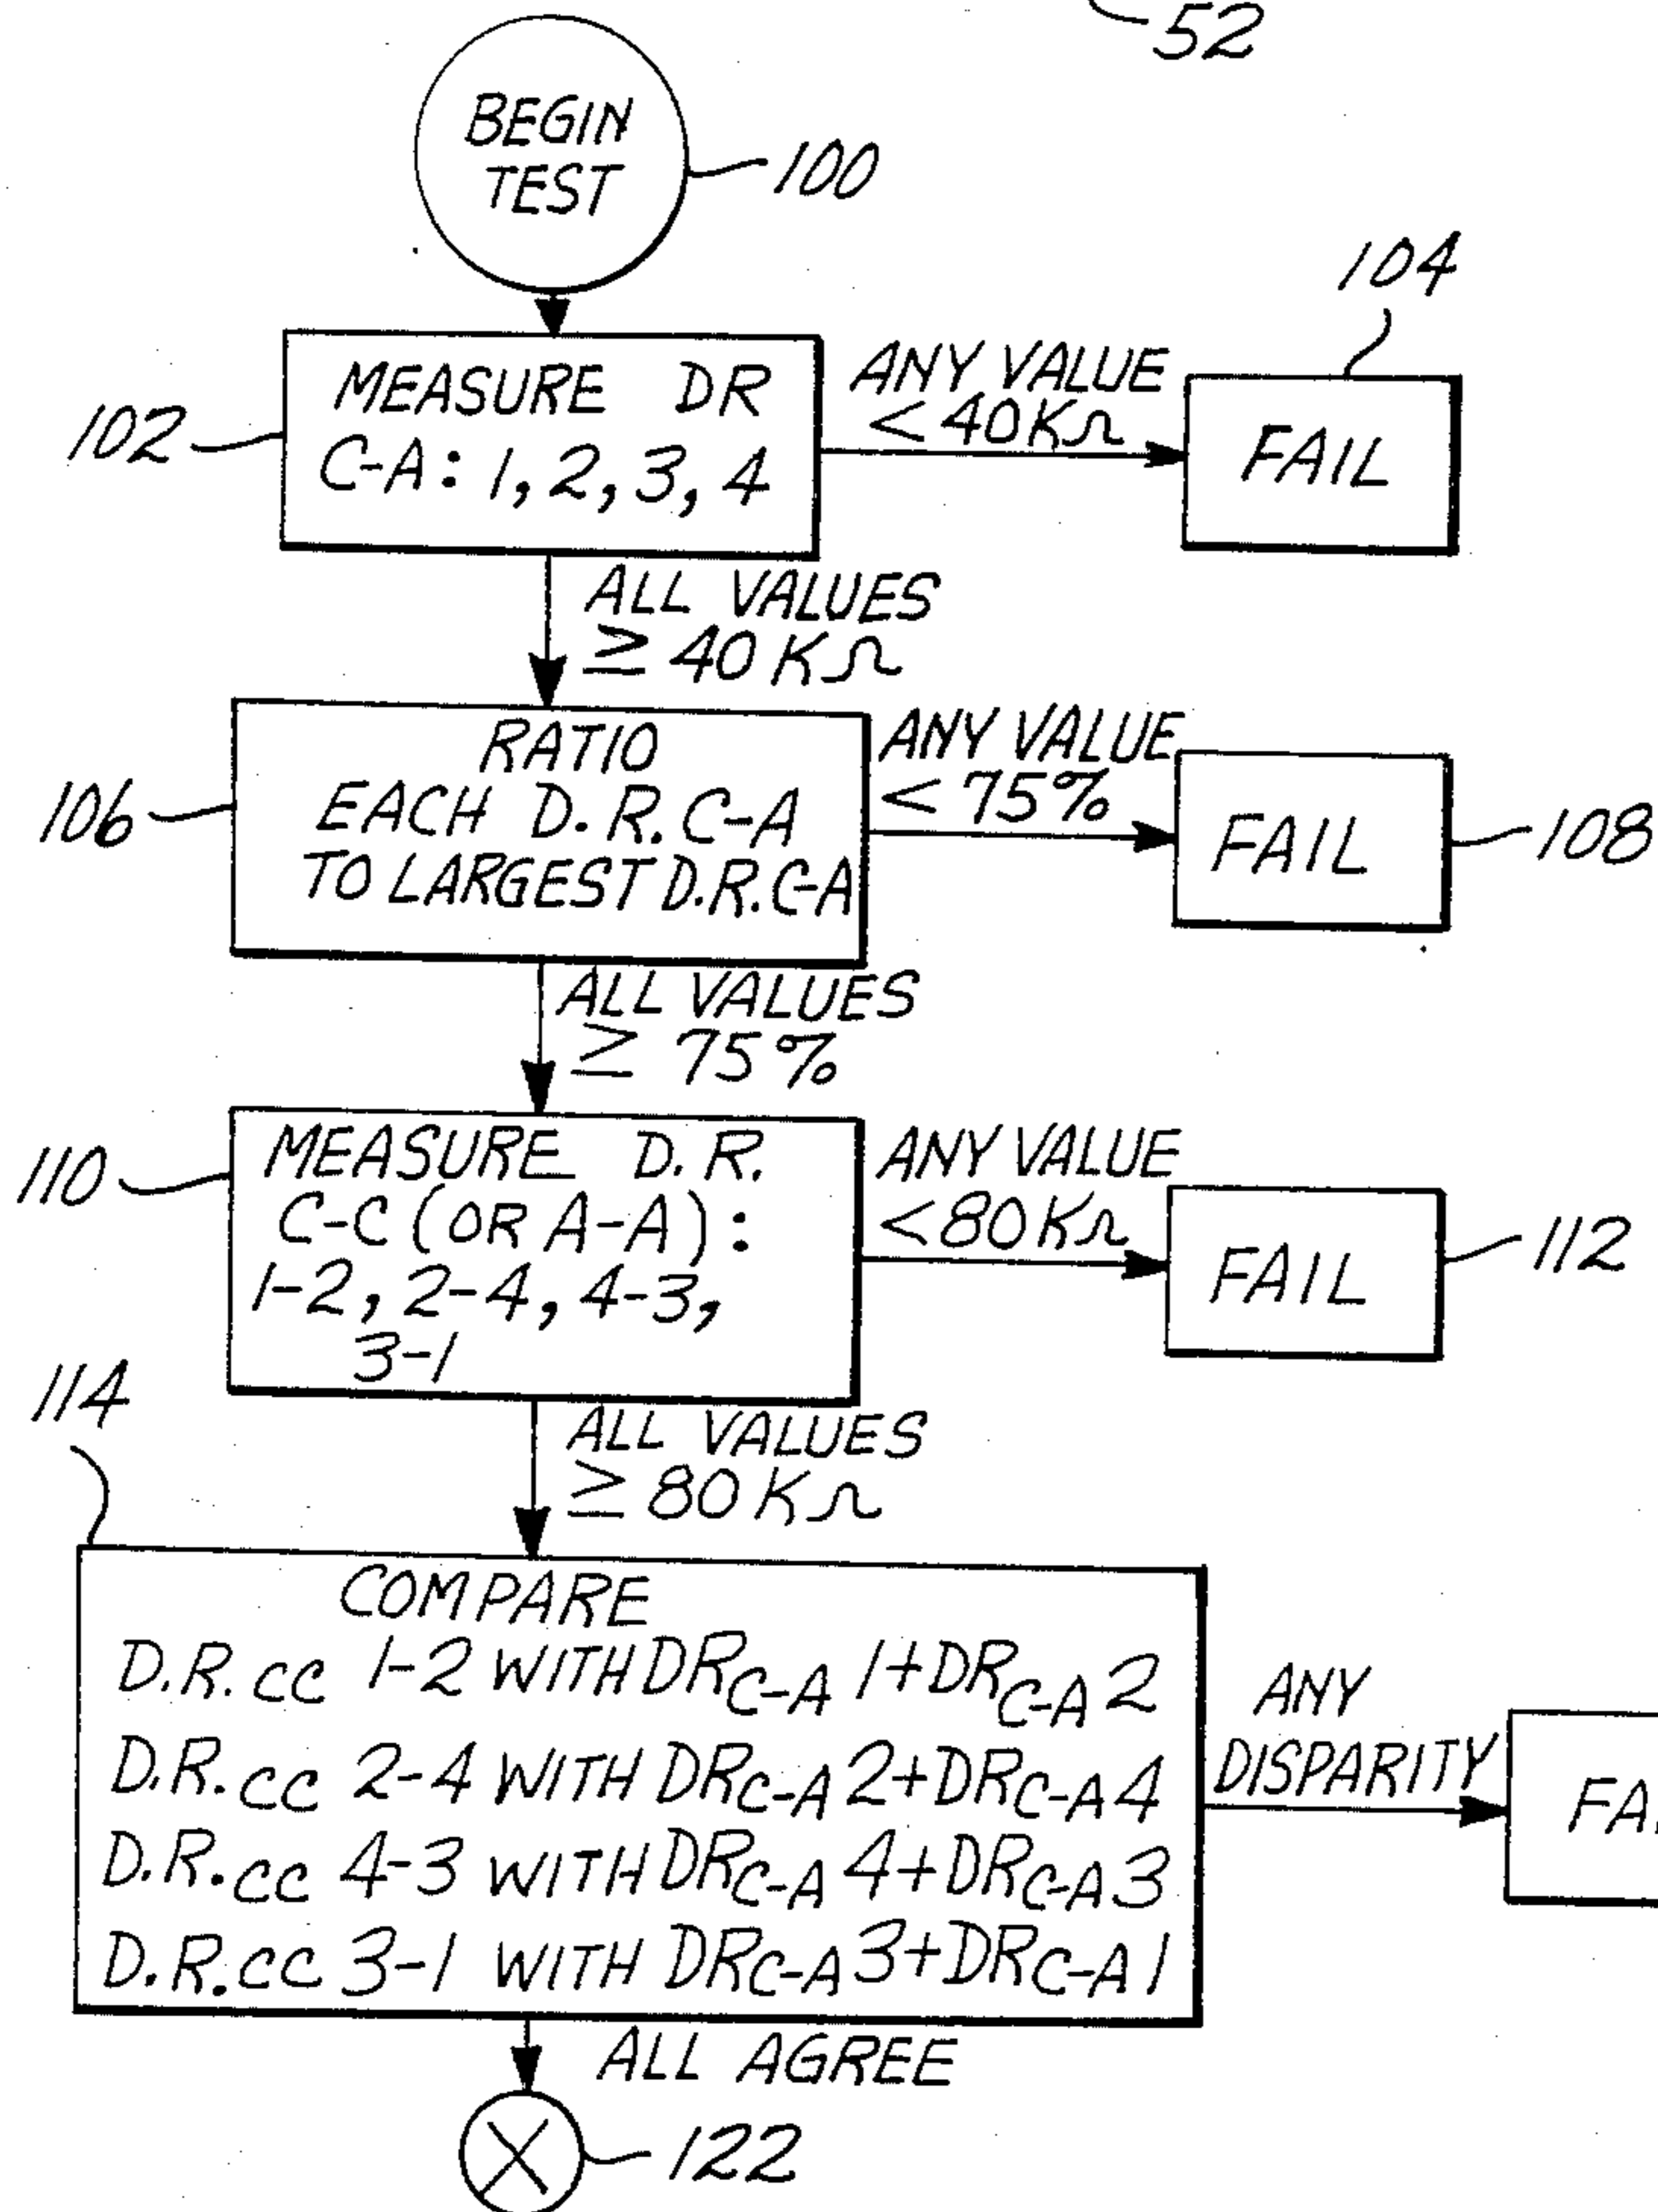 52
BEGIN
TEST
100
104
102
MEASURE DR
C-A: 1, 2, 3, 4
ANY VALUE
< 40 KΩ
FAIL
ALL VALUES
≥ 40 KΩ
106
RATIO
EACH D.R. C-A
TO LARGEST D.R. C-A
ANY VALUE
< 75%
FAIL
108
ALL VALUES
≥ 75%
110
MEASURE D.R.
C-C (OR A-A):
1-2, 2-4, 4-3,
3-1
ANY VALUE
< 80 KΩ
FAIL
112
114
ALL VALUES
≥ 80 KΩ
COMPARE
D.R.CC 1-2 WITH DRC-A 1+DRC-A 2
D.R.CC 2-4 WITH DRC-A 2+DRC-A 4
D.R.CC 4-3 WITH DRC-A 4+DRC-A 3
D.R.CC 3-1 WITH DRC-A 3+DRC-A 1
ANY
DISPARITY
ALL AGREE
X
122